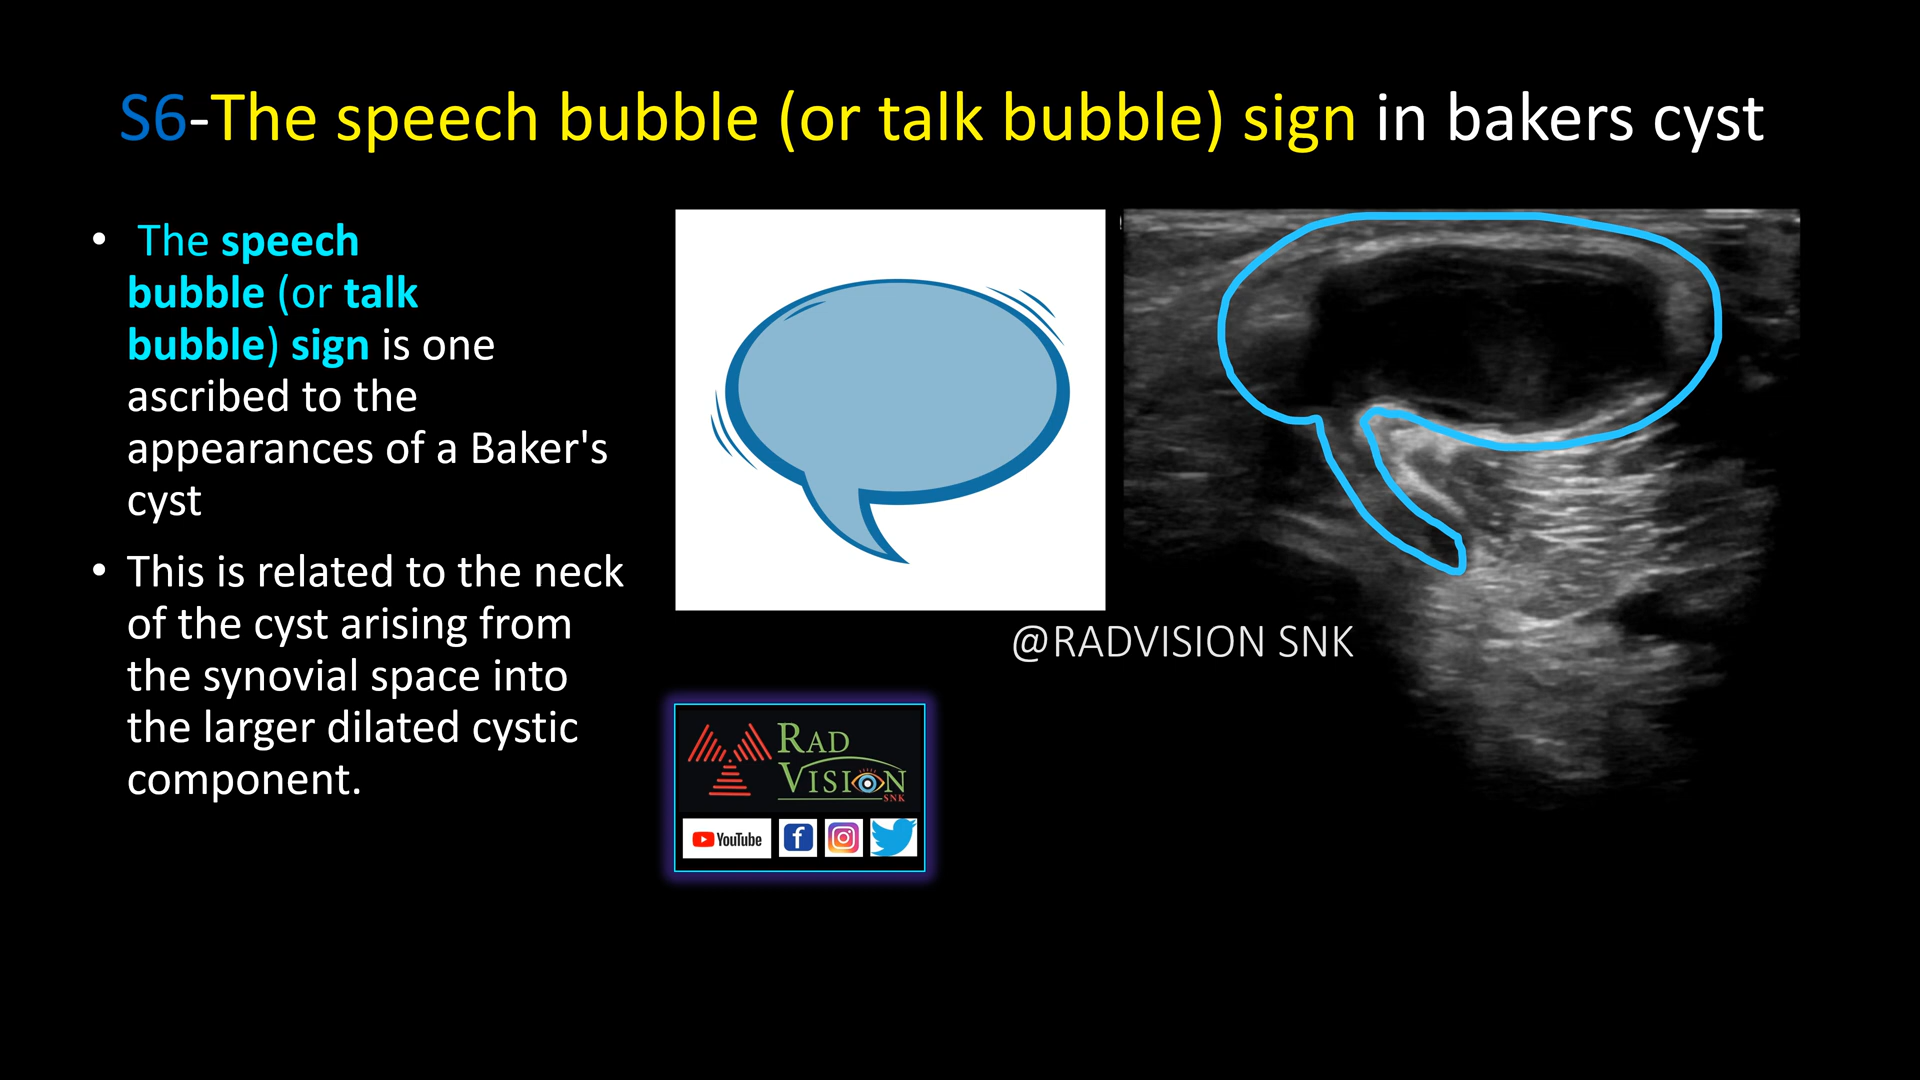 S6-The speech bubble (or talk bubble) sign in bakers cyst
• The speech
bubble (or talk
bubble) sign is one
ascribed to the
appearances of a Baker's
cyst
• This is related to the neck
of the cyst arising from
the synovial space into
the larger dilated cystic
component.
@RADVISION SNK
RAD
VISION
SNK
YouTube